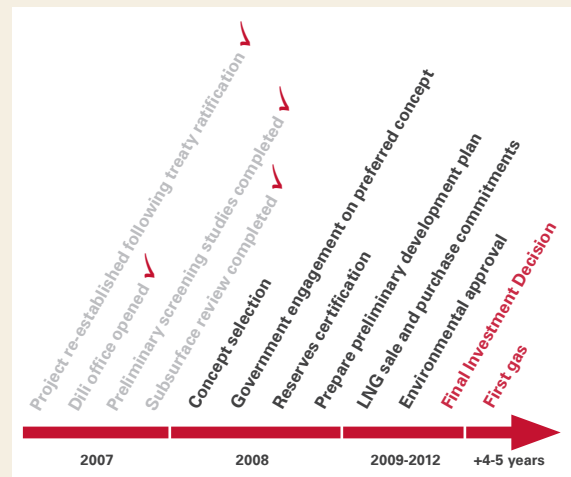 Project re-established following treaty ratification
Dili office opened
Preliminary screening studies completed
Subsurface review completed
Concept selection
Government engagement on preferred concept
Reserves certification
Prepare preliminary development plan
LNG sale and purchase commitments
Environmental approval
Final Investment Decision
First gas
2007
2008
2009-2012
+4-5 years